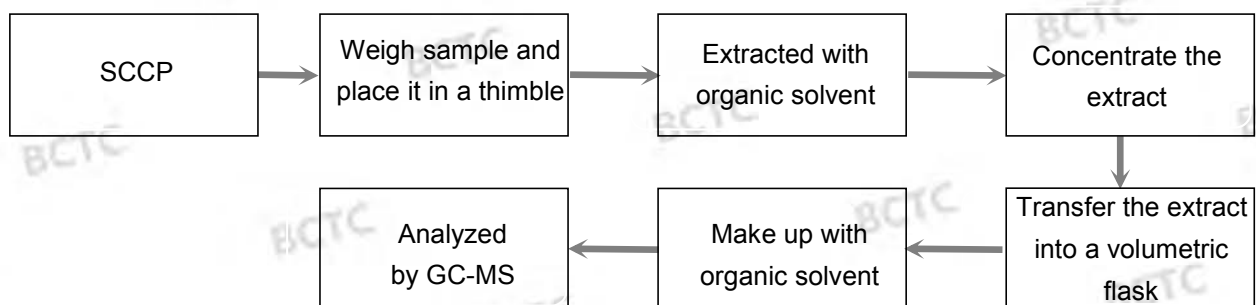 SCCP
Weigh sample and
place it in a thimble
Extracted with
organic solvent
Concentrate the
extract
Transfer the extract
into a volumetric
flask
Make up with
organic solvent
Analyzed
by GC-MS
BCTC
BCTC
BCTC
BCTC
BCTC
BCTC